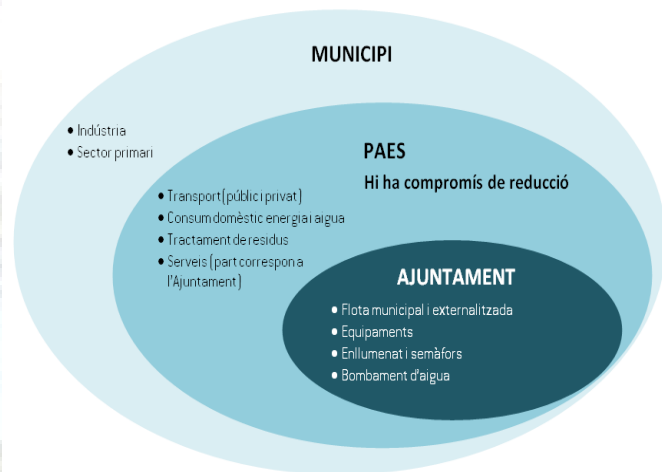 MUNICIPI
• Indústria
• Sector primari
PAES
Hi ha compromís de reducció
• Transport (públic i privat)
• Consum domèstic energia i aigua
• Tractament de residus
• Serveis (part correspon a
l'Ajuntament)
AJUNTAMENT
• Flota municipal i externalitzada
• Equipaments
• Enllumenat i semàfors
• Bombament d'aigua